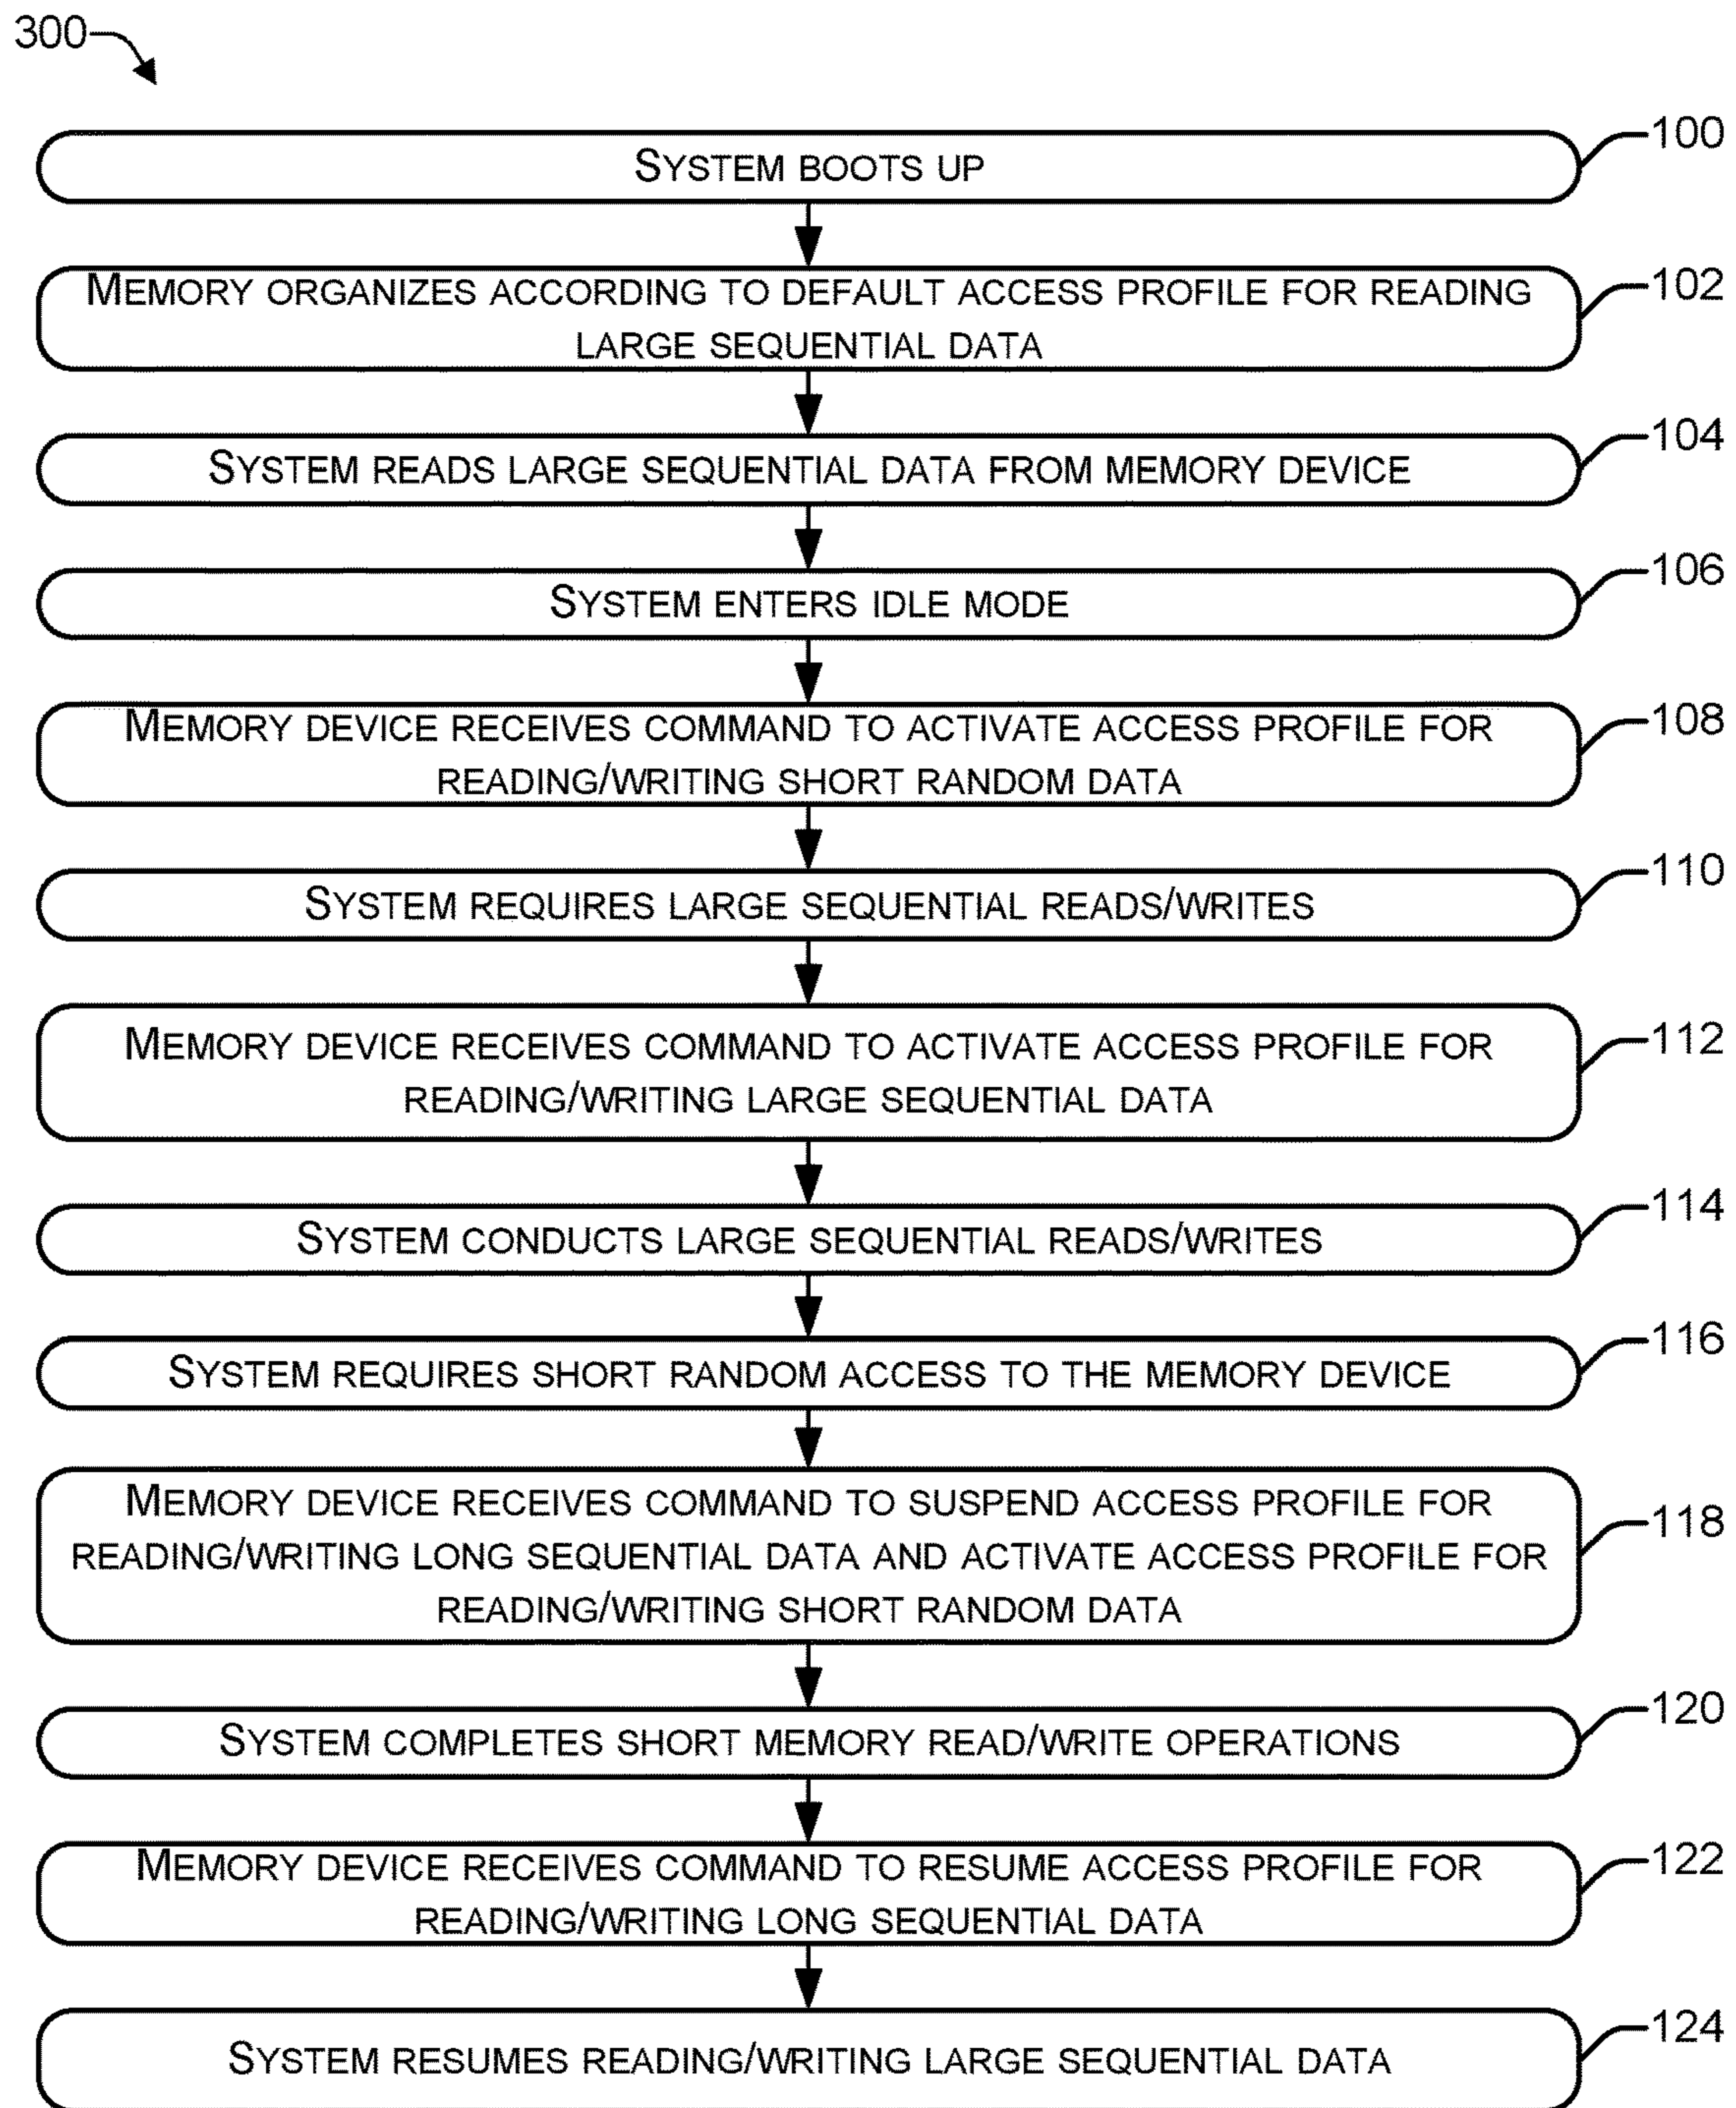 300
100
SYSTEM BOOTS UP
102
MEMORY ORGANIZES ACCORDING TO DEFAULT ACCESS PROFILE FOR READING
LARGE SEQUENTIAL DATA
104
SYSTEM READS LARGE SEQUENTIAL DATA FROM MEMORY DEVICE
106
SYSTEM ENTERS IDLE MODE
108
MEMORY DEVICE RECEIVES COMMAND TO ACTIVATE ACCESS PROFILE FOR
READING/WRITING SHORT RANDOM DATA
110
SYSTEM REQUIRES LARGE SEQUENTIAL READS/WRITES
112
MEMORY DEVICE RECEIVES COMMAND TO ACTIVATE ACCESS PROFILE FOR
READING/WRITING LARGE SEQUENTIAL DATA
114
SYSTEM CONDUCTS LARGE SEQUENTIAL READS/WRITES
116
SYSTEM REQUIRES SHORT RANDOM ACCESS TO THE MEMORY DEVICE
118
MEMORY DEVICE RECEIVES COMMAND TO SUSPEND ACCESS PROFILE FOR
READING/WRITING LONG SEQUENTIAL DATA AND ACTIVATE ACCESS PROFILE FOR
READING/WRITING SHORT RANDOM DATA
120
SYSTEM COMPLETES SHORT MEMORY READ/WRITE OPERATIONS
122
MEMORY DEVICE RECEIVES COMMAND TO RESUME ACCESS PROFILE FOR
READING/WRITING LONG SEQUENTIAL DATA
124
SYSTEM RESUMES READING/WRITING LARGE SEQUENTIAL DATA